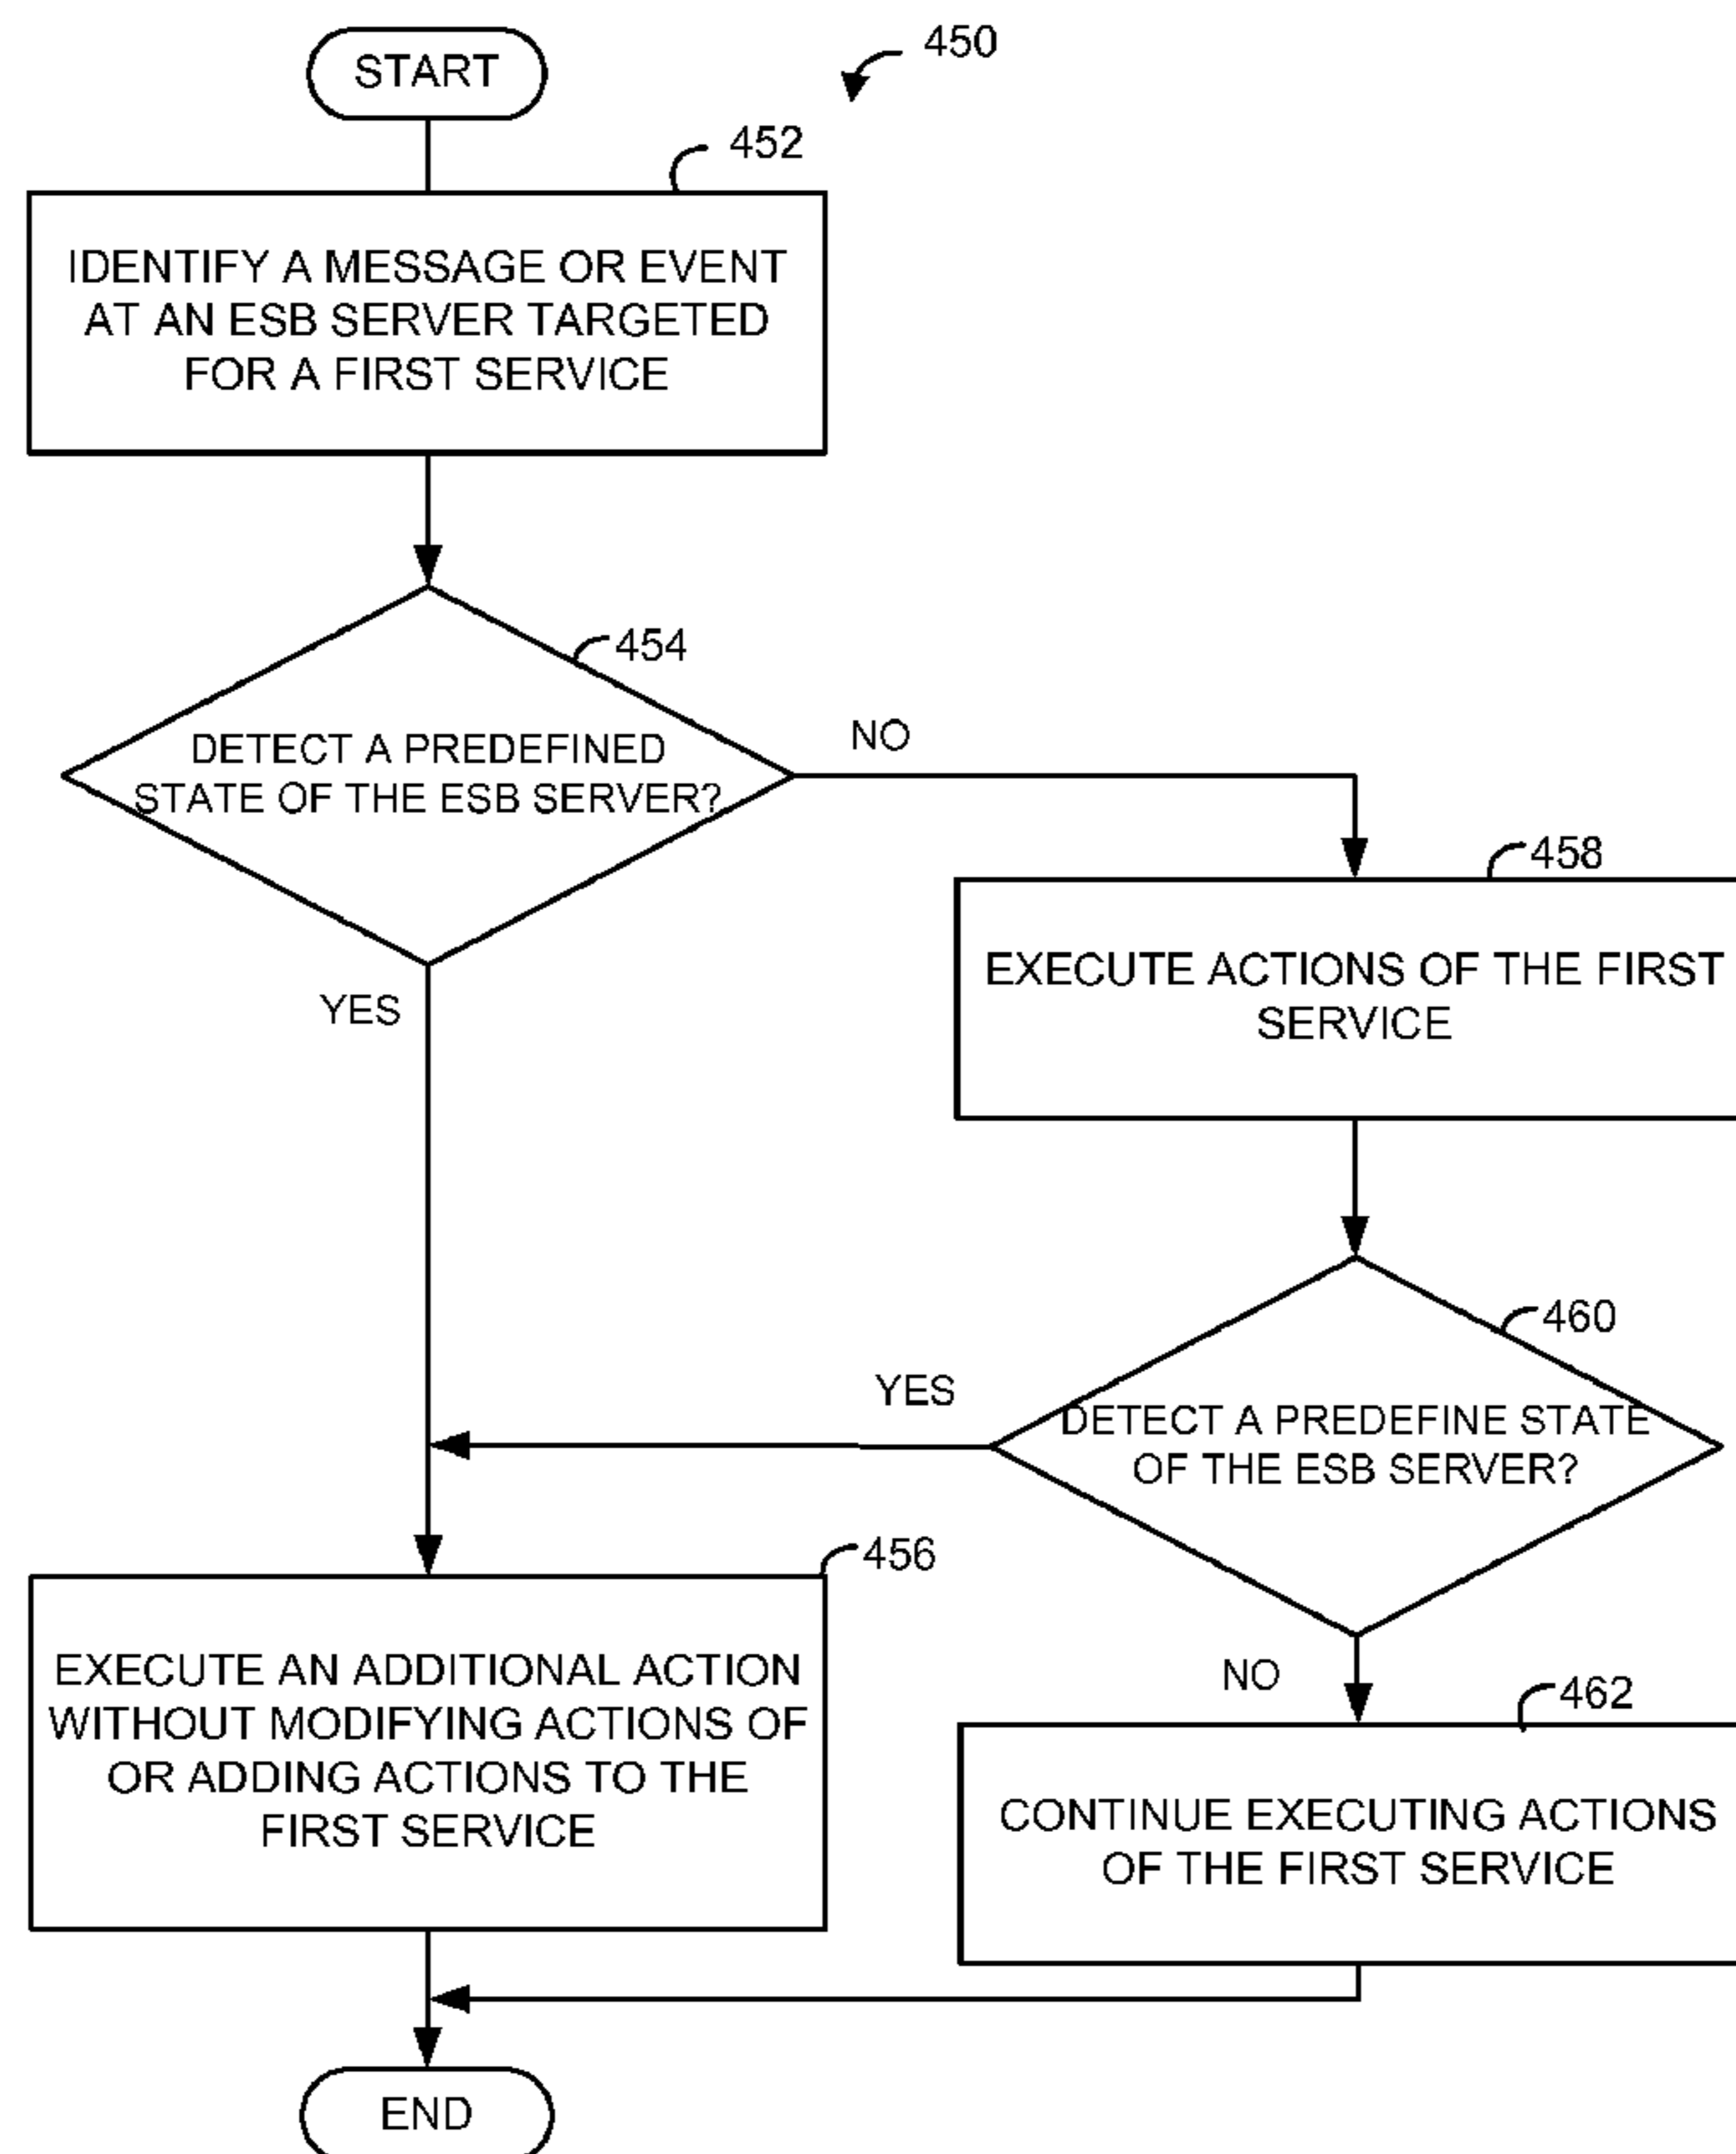 START
450
452
IDENTIFY A MESSAGE OR EVENT
AT AN ESB SERVER TARGETED
FOR A FIRST SERVICE
454
DETECT A PREDEFINED
STATE OF THE ESB SERVER?
NO
YES
458
EXECUTE ACTIONS OF THE FIRST
SERVICE
460
DETECT A PREDEFINE STATE
OF THE ESB SERVER?
YES
NO
456
EXECUTE AN ADDITIONAL ACTION
WITHOUT MODIFYING ACTIONS OF
OR ADDING ACTIONS TO THE
FIRST SERVICE
462
CONTINUE EXECUTING ACTIONS
OF THE FIRST SERVICE
END